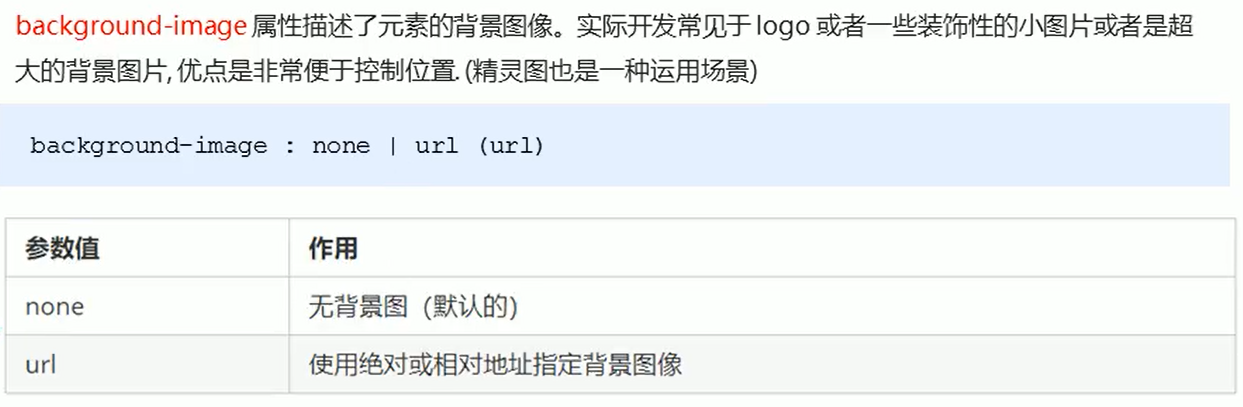 background-image 属性描述了元素的背景图像。实际开发常见于 logo 或者一些装饰性的小图片或者是超
大的背景图片, 优点是非常便于控制位置. (精灵图也是一种运用场景)
background-image : none | url (url)
参数值 作用
none 无背景图（默认的）
url 使用绝对或相对地址指定背景图像